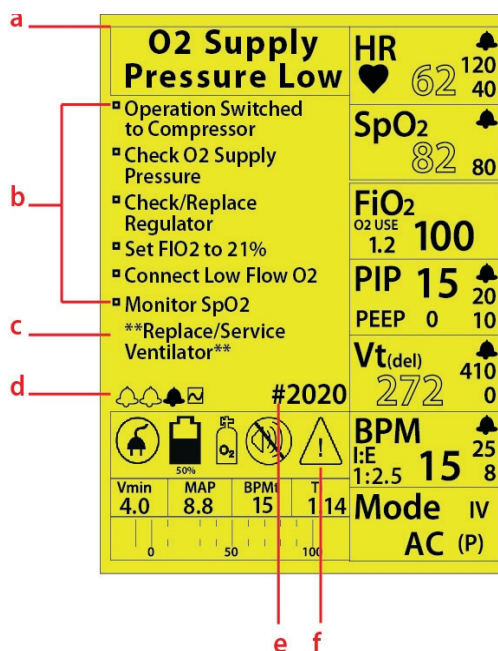 a
O2 Supply
Pressure Low
b
Operation Switched
to Compressor
Check O2 Supply
Pressure
Check/Replace
Regulator
Set FIO2 to 21%
Connect Low Flow O2
Monitor SpO2
c
**Replace/Service
Ventilator**
d
#2020
O2
!
50%
Vmin MAP BPMt
4.0 8.8 15 1.14
0 50 100
HR
62 120
40
SpO2
82 80
FiO2
O2 USE
1.2 100
PIP 15 20
PEEP 0 10
Vt(del) 410
272 0
BPM
I:E 25
1:2.5 15 8
Mode IV
AC (P)
e f